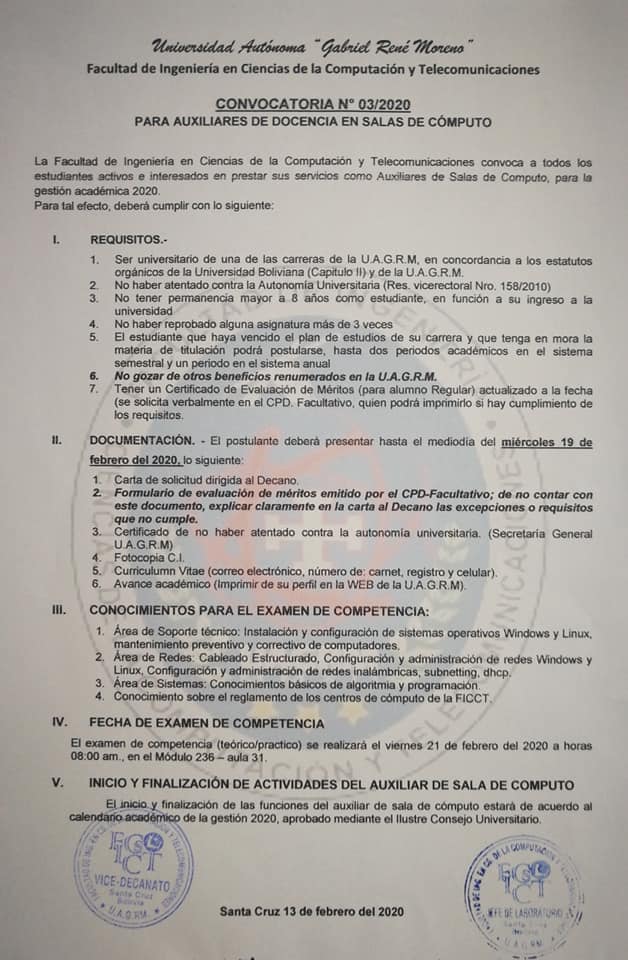 Universidad Autónoma "Gabriel René Moreno"
Facultad de Ingeniería en Ciencias de la Computación y Telecomunicaciones
CONVOCATORIA N° 03/2020
PARA AUXILIARES DE DOCENCIA EN SALAS DE CÓMPUTO
La Facultad de Ingeniería en Ciencias de la Computación y Telecomunicaciones convoca a todos los
estudiantes activos e interesados en prestar sus servicios como Auxiliares de Salas de Computo, para la
gestión académica 2020.
Para tal efecto, deberá cumplir con lo siguiente:
I. REQUISITOS.-
1. Ser universitario de una de las carreras de la U.A.G.R.M, en concordancia a los estatutos
orgánicos de la Universidad Boliviana (Capitulo II) y de la U.A.G.R.M.
2. No haber atentado contra la Autonomía Universitaria (Res. vicerectoral Nro. 158/2010)
3. No tener permanencia mayor a 8 años como estudiante, en función a su ingreso a la
universidad
4. No haber reprobado alguna asignatura más de 3 veces
5. El estudiante que haya vencido el plan de estudios de su carrera y que tenga en mora la
materia de titulación podrá postularse, hasta dos periodos académicos en el sistema
semestral y un periodo en el sistema anual
6. No gozar de otros beneficios renumerados en la U.A.G.R.M.
7. Tener un Certificado de Evaluación de Méritos (para alumno Regular) actualizado a la fecha
(se solicita verbalmente en el CPD. Facultativo, quien podrá imprimirlo si hay cumplimiento de
los requisitos.
II. DOCUMENTACIÓN. - El postulante deberá presentar hasta el mediodía del miércoles 19 de
febrero del 2020, lo siguiente:
1. Carta de solicitud dirigida al Decano.
2. Formulario de evaluación de méritos emitido por el CPD-Facultativo; de no contar con
este documento, explicar claramente en la carta al Decano las excepciones o requisitos
que no cumple.
3. Certificado de no haber atentado contra la autonomía universitaria. (Secretaría General
U.A.G.R.M)
4. Fotocopia C.I.
5. Curriculumn Vitae (correo electrónico, número de: carnet, registro y celular).
6. Avance académico (Imprimir de su perfil en la WEB de la U.A.G.R.M).
III. CONOCIMIENTOS PARA EL EXAMEN DE COMPETENCIA:
1. Área de Soporte técnico: Instalación y configuración de sistemas operativos Windows y Linux,
mantenimiento preventivo y correctivo de computadores.
2. Área de Redes: Cableado Estructurado, Configuración y administración de redes Windows y
Linux, Configuración y administración de redes inalámbricas, subnetting, dhcp.
3. Área de Sistemas: Conocimientos básicos de algoritmia y programación.
4. Conocimiento sobre el reglamento de los centros de cómputo de la FICCT.
IV. FECHA DE EXAMEN DE COMPETENCIA
El examen de competencia (teórico/practico) se realizará el viernes 21 de febrero del 2020 a horas
08:00 am., en el Módulo 236 – aula 31.
V. INICIO Y FINALIZACIÓN DE ACTIVIDADES DEL AUXILIAR DE SALA DE COMPUTO
El inicio y finalización de las funciones del auxiliar de sala de cómputo estará de acuerdo al
calendario académico de la gestión 2020, aprobado mediante el Ilustre Consejo Universitario.
VICE-DECANATO
Santa Cruz
Bolivia
U.A.G.R.M.
JEFE DE LABORATORIO
Santa Cruz
Bolivia
U.A.G.R.M.
Santa Cruz 13 de febrero del 2020